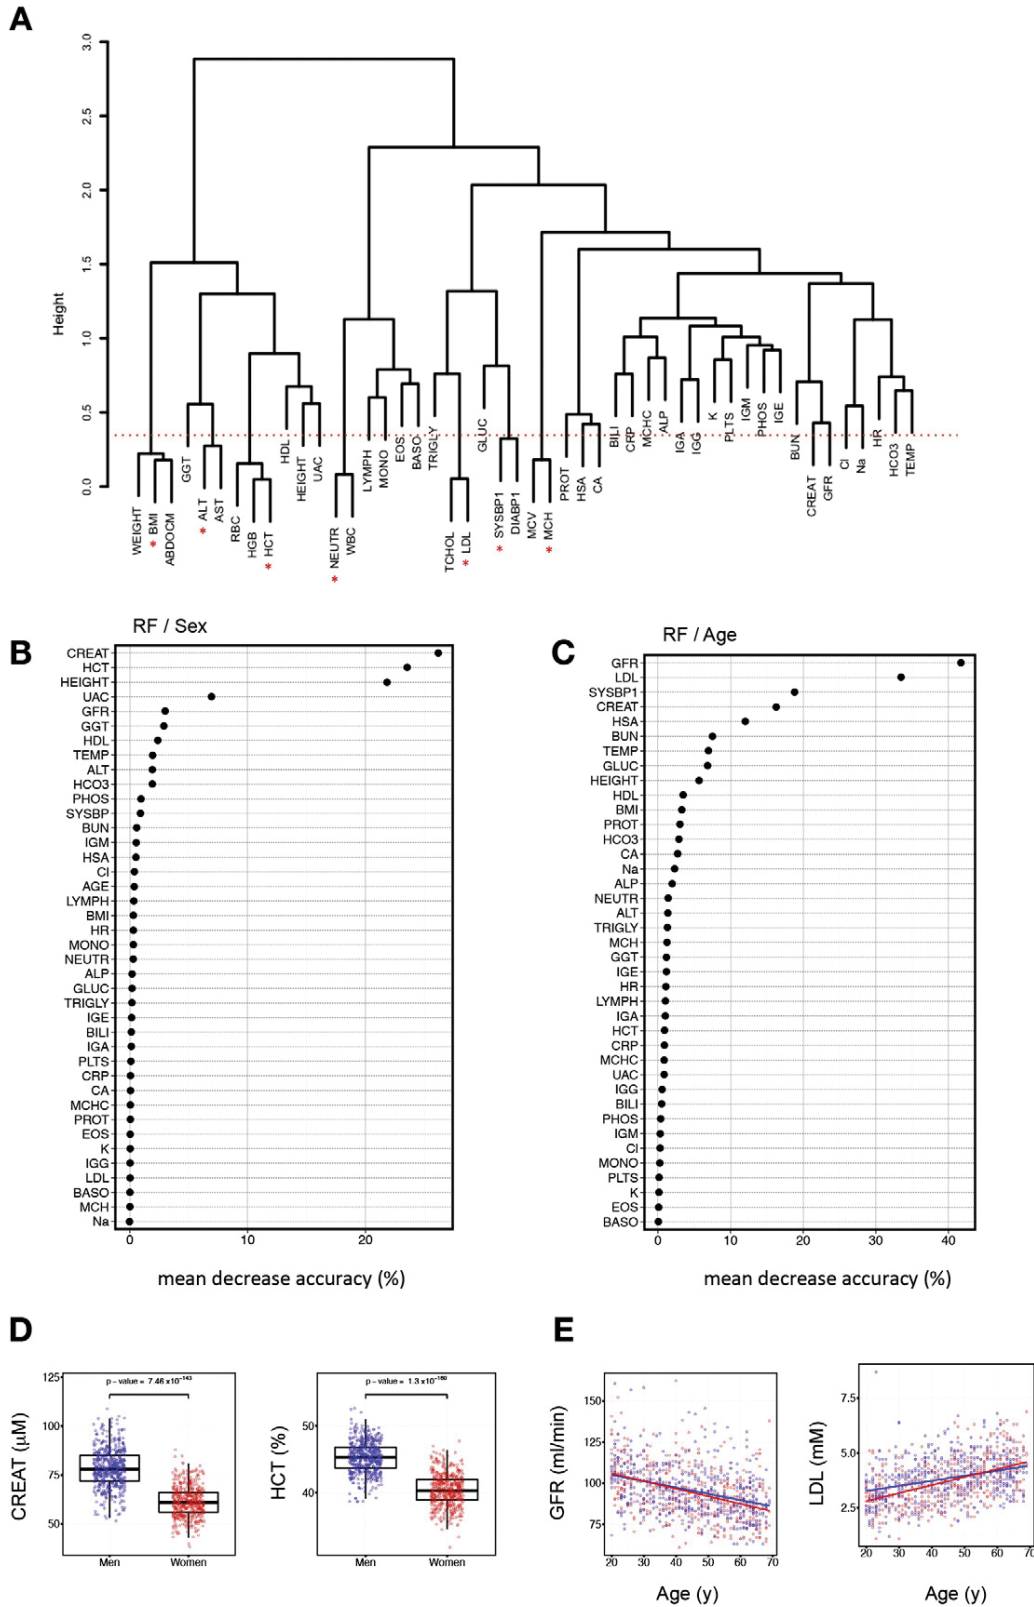 A
Height
3.0
2.5
2.0
1.5
1.0
0.5
0.0
WEIGHT
BMI
*
ABDOCM
GGT
ALT
*
AST
RBC
HGB
HCT
*
HDL
HEIGHT
UAC
NEUTR
*
WBC
LYMPH
MONO
EOS
BASO
TRIGLY
TCHOL
LDL
*
GLUC
SYSBP1
*
DIABP1
MCV
MCH
*
PROT
HSA
CA
BILI
CRP
MCHC
ALP
IGA
IGG
K
PLTS
IGM
PHOS
IGE
BUN
CREAT
GFR
Cl
Na
HR
HCO3
TEMP
B
RF / Sex
CREAT
HCT
HEIGHT
UAC
GFR
GGT
HDL
TEMP
ALT
HCO3
PHOS
SYSBP
BUN
IGM
HSA
Cl
AGE
LYMPH
BMI
HR
MONO
NEUTR
ALP
GLUC
TRIGLY
IGE
BILI
IGA
PLTS
CRP
CA
MCHC
PROT
EOS
K
IGG
LDL
BASO
MCH
Na
0 10 20
mean decrease accuracy (%)
C
RF / Age
GFR
LDL
SYSBP1
CREAT
HSA
BUN
TEMP
GLUC
HEIGHT
HDL
BMI
PROT
HCO3
CA
Na
ALP
NEUTR
ALT
TRIGLY
MCH
GGT
IGE
HR
LYMPH
IGA
HCT
CRP
MCHC
UAC
IGG
BILI
PHOS
IGM
Cl
MONO
PLTS
K
EOS
BASO
0 10 20 30 40
mean decrease accuracy (%)
D
CREAT (µM)
125
100
75
50
p − value = 7.46 x10⁻¹⁴³
Men Women
HCT (%)
50
40
p − value = 1.3 x10⁻¹⁶⁰
Men Women
E
GFR (ml/min)
150
125
100
75
20 30 40 50 60 70
Age (y)
LDL (mM)
7.5
5.0
2.5
20 30 40 50 60 70
Age (y)